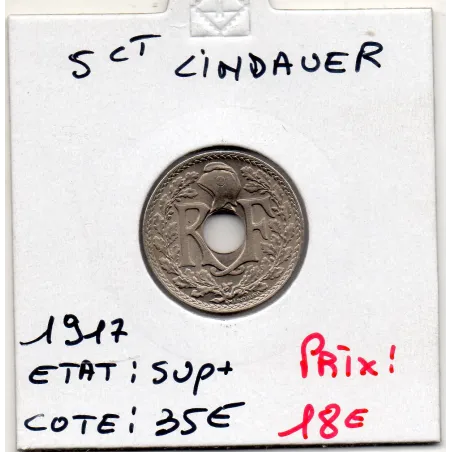 5 CT LINDAUER
RF
1917
ETAT : SUP+
COTE : 35€
PRIX :
18€